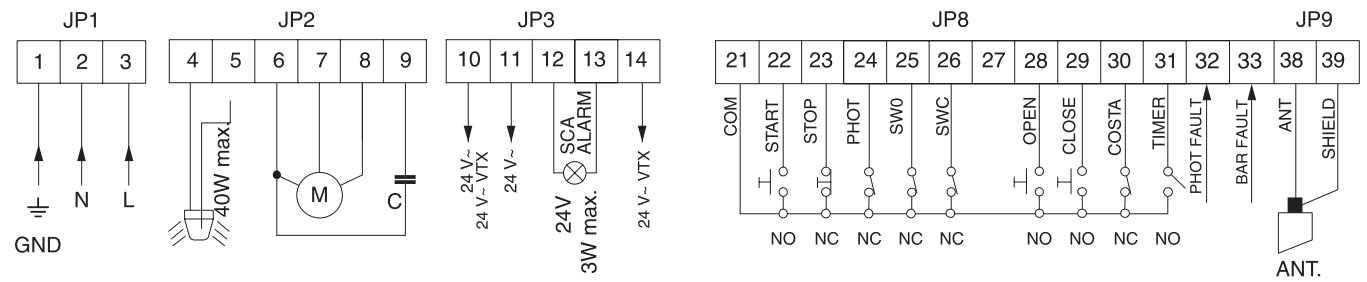 JP1 JP2 JP3 JP8 JP9
1 2 3 4 5 6 7 8 9 10 11 12 13 14 21 22 23 24 25 26 27 28 29 30 31 32 33 38 39
GND
N
L
40W max.
M
C
24 V~
24 V~ VTX
24 V~
SCA
ALARM
24V
3W max.
24 V~ VTX
COM
START
STOP
PHOT
SW0
SWC
OPEN
CLOSE
COSTA
TIMER
PHOT FAULT
BAR FAULT
ANT
SHIELD
NO NC NC NC NC NO NO NC NO
ANT.